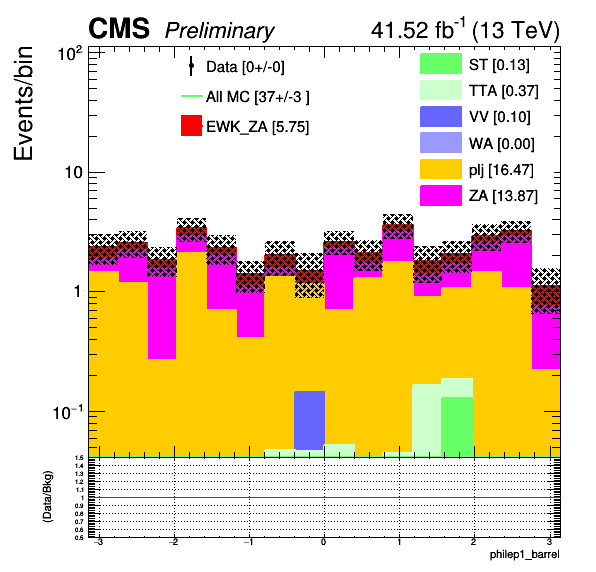 CMS Preliminary 41.52 fb-1 (13 TeV)
Events/bin
10²
10
1
10⁻¹
Data [0+/-0]
All MC [37+/-3 ]
EWK_ZA [5.75]
ST [0.13]
TTA [0.37]
VV [0.10]
WA [0.00]
plj [16.47]
ZA [13.87]
(Data/Bkg)
1.5
1.4
1.3
1.2
1.1
1
0.9
0.8
0.7
0.6
0.5
−3 −2 −1 0 1 2 3
philep1_barrel